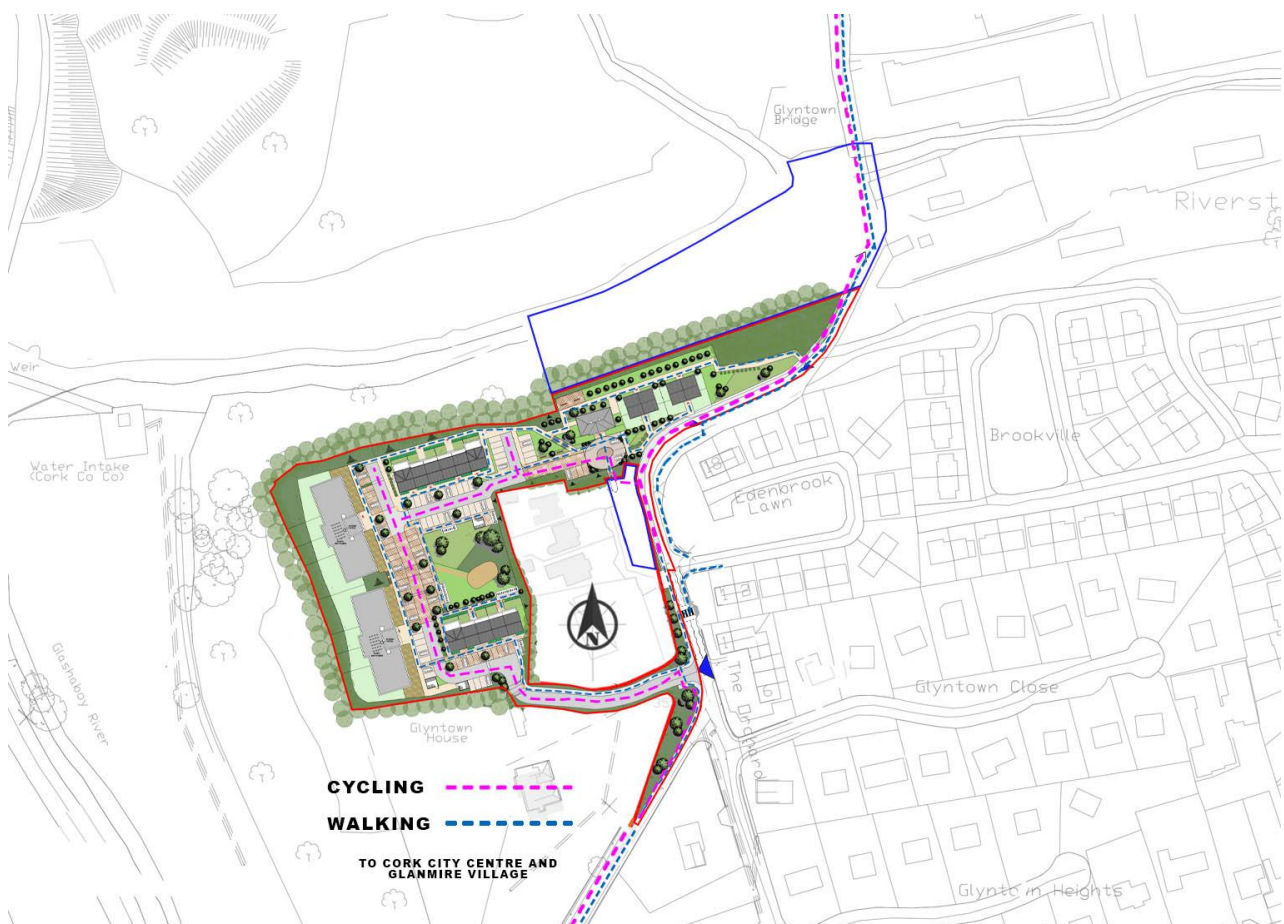 Glyntown
Bridge
Riverst
Weir
Water Intake
(Cork Co Co)
Brookville
Edenbrook
Lawn
N
Glashaboy River
The Orchard
Glyntown Close
Glyntown
House
CYCLING
WALKING
TO CORK CITY CENTRE AND
GLANMIRE VILLAGE
Glyntown Heights